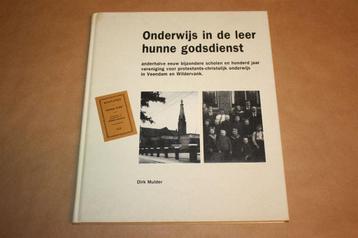 Onderwijs in de leer
hunne godsdienst
anderhalve eeuw bijzondere scholen en honderd jaar
vereniging voor protestants-christelijk onderwijs
in Veendam en Wildervank.
Dirk Mulder